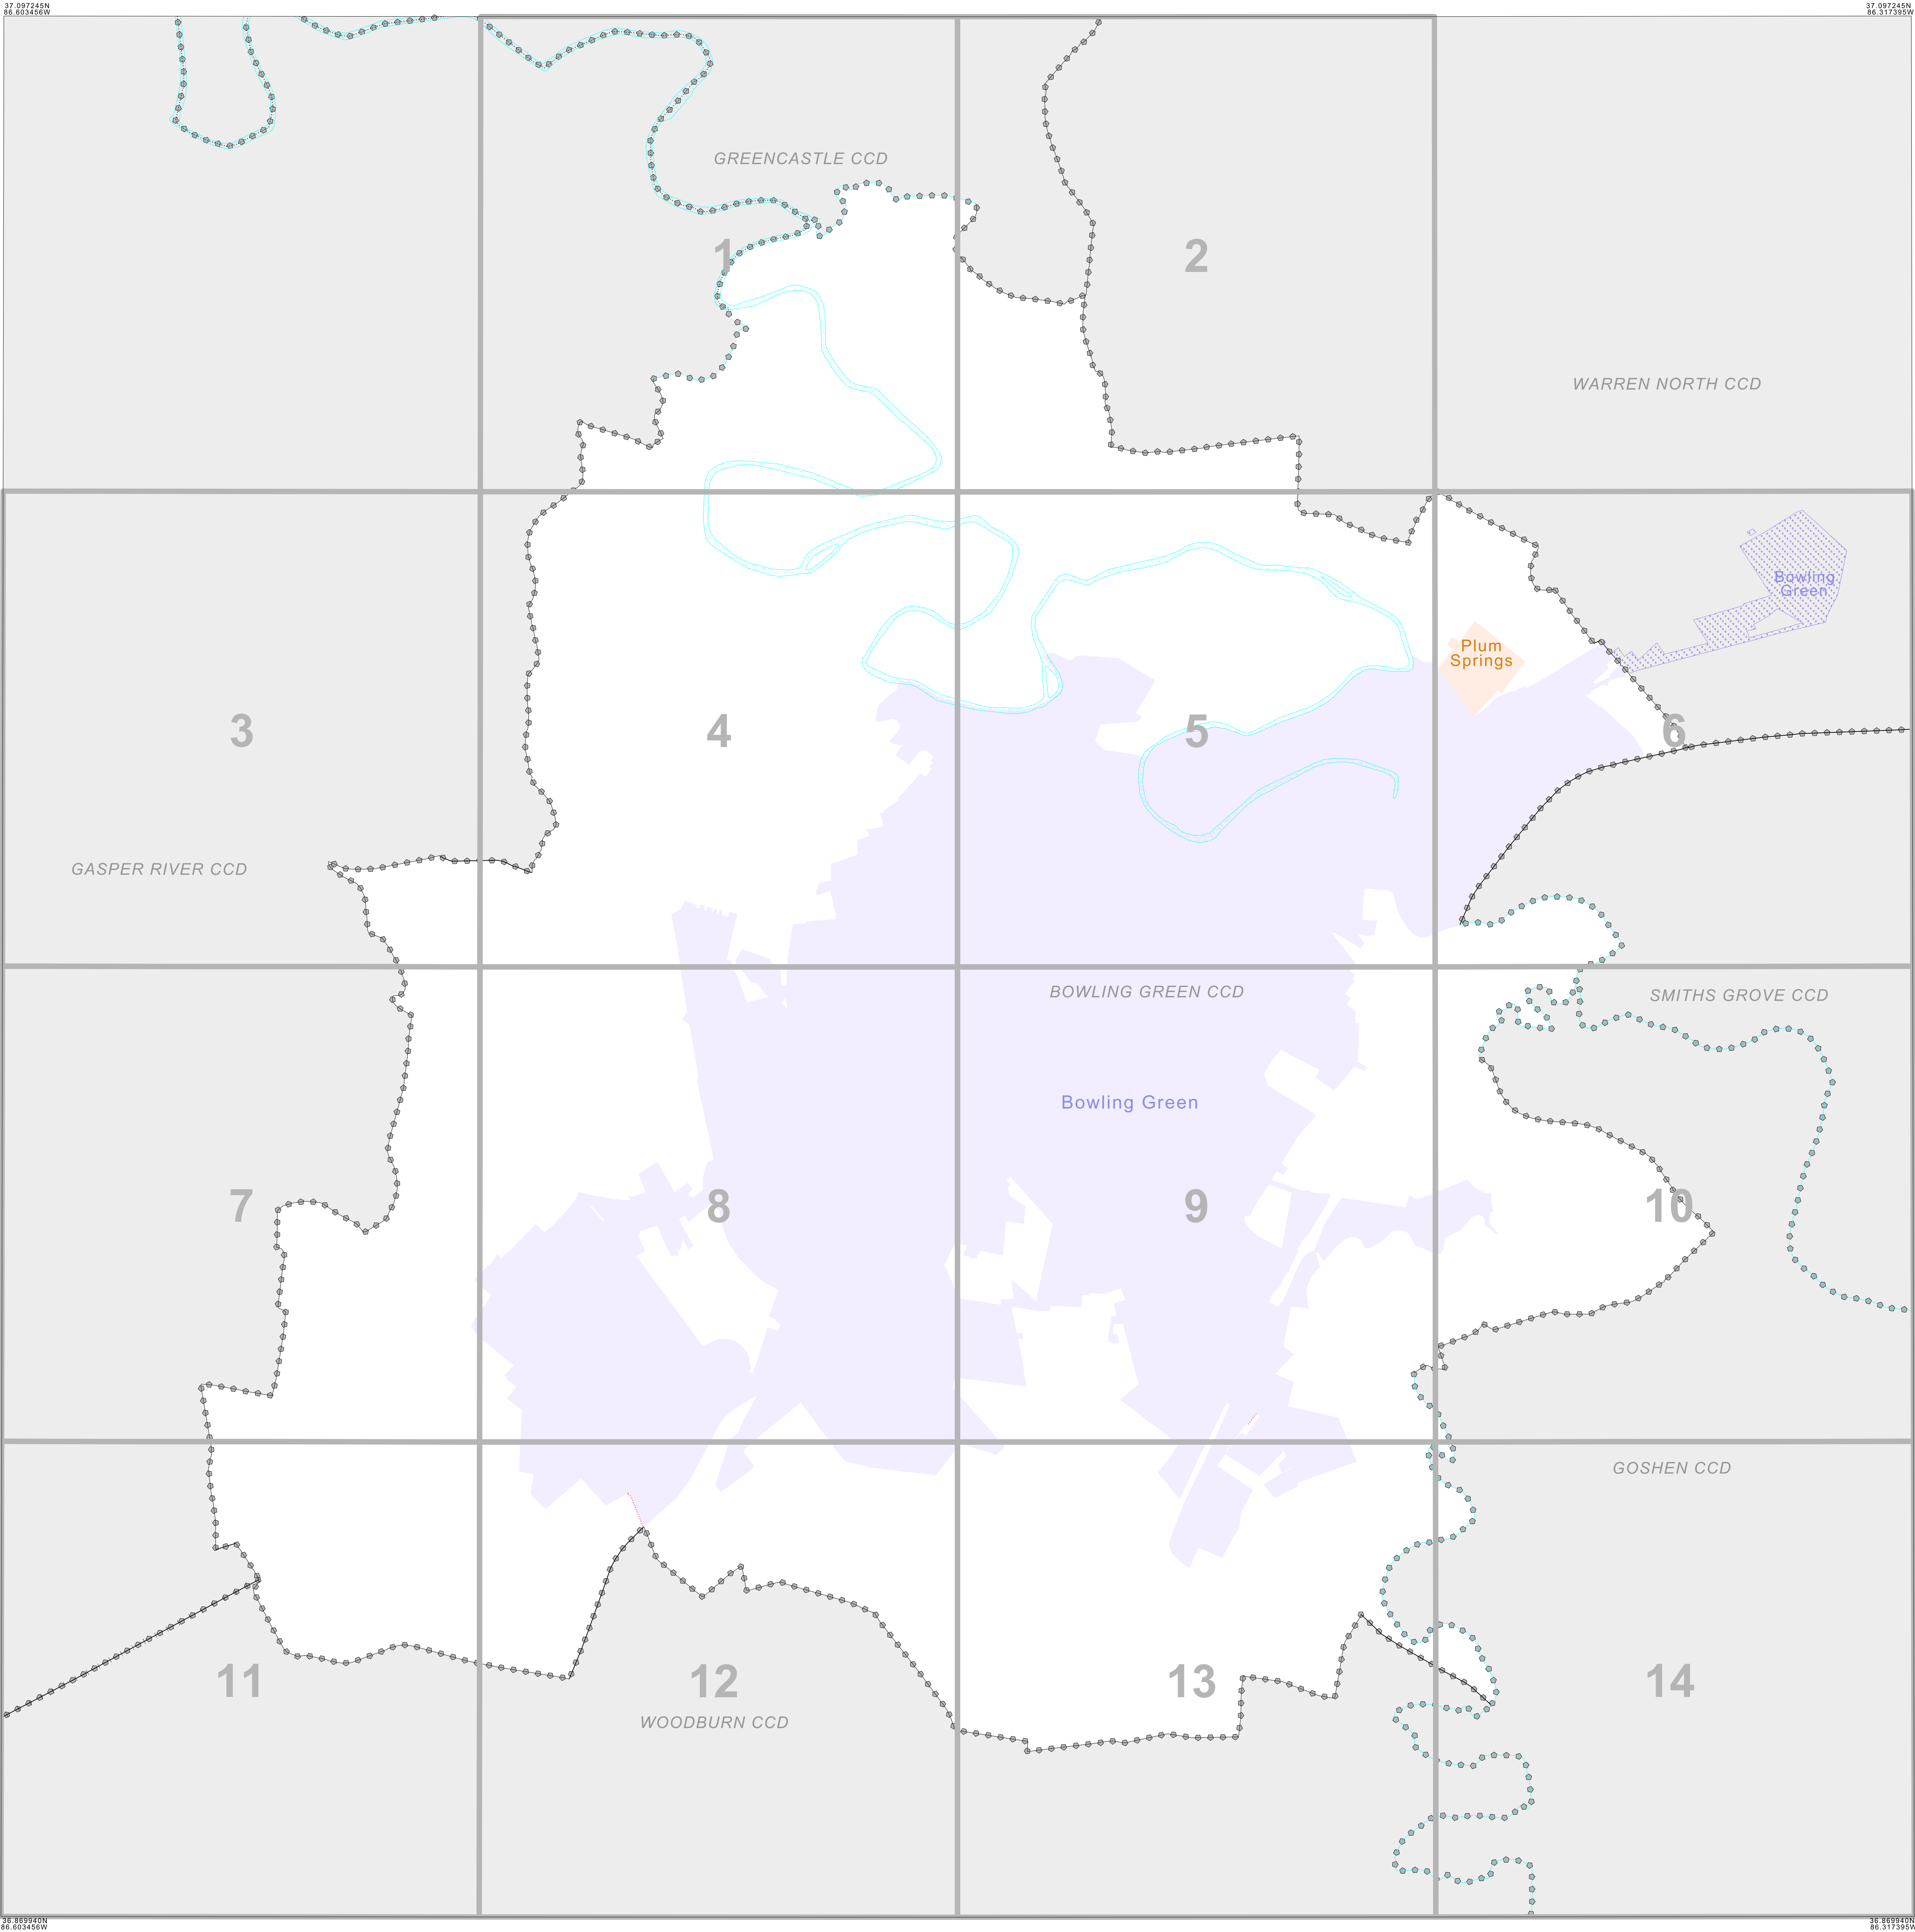 37.097245N
86.603456W
37.097245N
86.317395W
GREENCASTLE CCD
1
2
WARREN NORTH CCD
Bowling
Green
Plum
Springs
3
4
5
6
GASPER RIVER CCD
BOWLING GREEN CCD
SMITHS GROVE CCD
Bowling Green
7
8
9
10
GOSHEN CCD
11
12
13
14
WOODBURN CCD
36.869940N
86.603456W
36.869940N
86.317395W